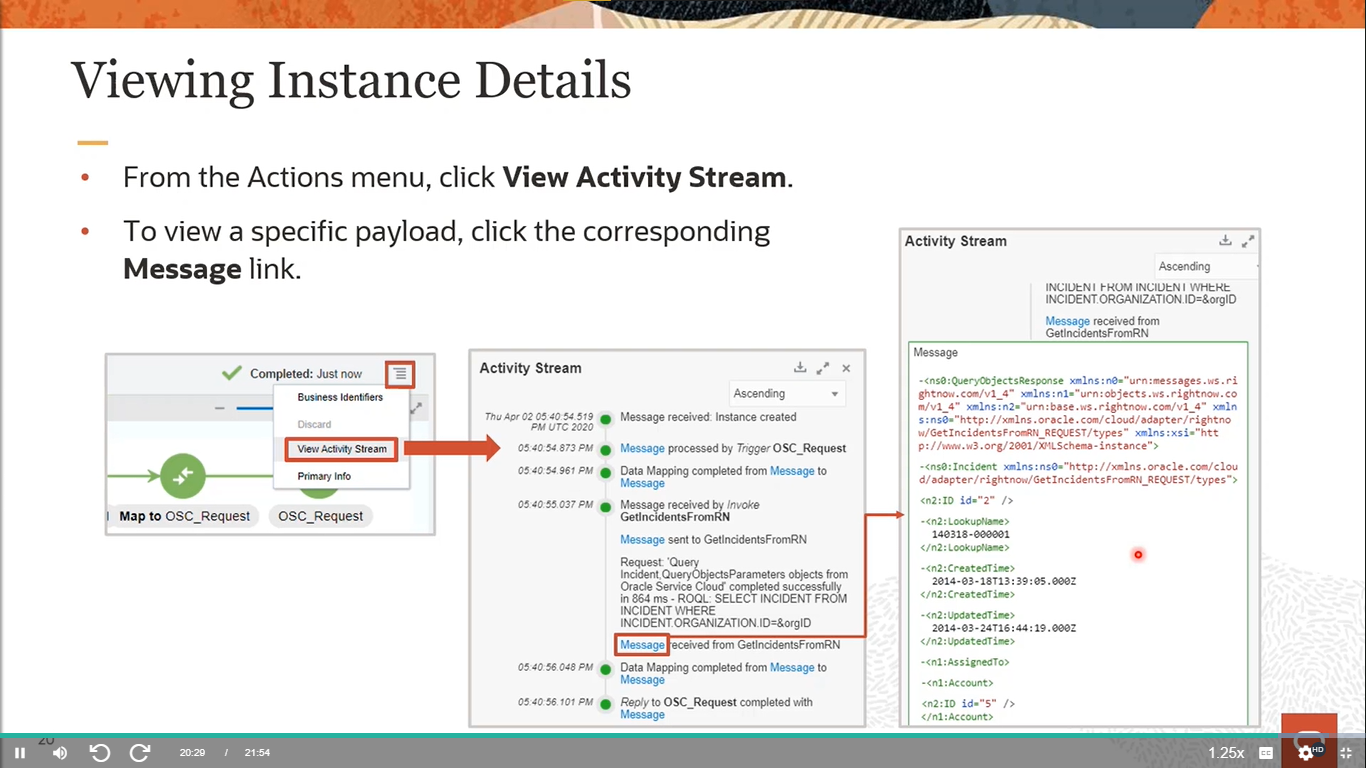 Viewing Instance Details
• From the Actions menu, click View Activity Stream.
• To view a specific payload, click the corresponding
Message link.
Completed: Just now
Business Identifiers
Discard
View Activity Stream
Primary Info
Map to OSC_Request
OSC_Request
Activity Stream
Ascending
Thu Apr 02 05:40:54.519
PM UTC 2020
Message received: Instance created
05:40:54.873 PM
Message processed by Trigger OSC_Request
05:40:54.961 PM
Data Mapping completed from Message to
Message
05:40:55.037 PM
Message received by Invoke
GetIncidentsFromRN
Message sent to GetIncidentsFromRN
Request: 'Query
Incident,QueryObjectsParameters objects from
Oracle Service Cloud' completed successfully
in 864 ms - ROQL: SELECT INCIDENT FROM
INCIDENT WHERE
INCIDENT.ORGANIZATION.ID=&orgID
Message received from GetIncidentsFromRN
05:40:56.048 PM
Data Mapping completed from Message to
Message
05:40:56.101 PM
Reply to OSC_Request completed with
Message
Activity Stream
Ascending
INCIDENT FROM INCIDENT WHERE
INCIDENT.ORGANIZATION.ID=&orgID
Message received from
GetIncidentsFromRN
Message
-<ns0:QueryObjectsResponse xmlns:n0="urn:messages.ws.ri
ghtnow.com/v1_4" xmlns:n1="urn:objects.ws.rightnow.co
m/v1_4" xmlns:n2="urn:base.ws.rightnow.com/v1_4" xmln
s:ns0="http://xmlns.oracle.com/cloud/adapter/rightno
w/GetIncidentsFromRN_REQUEST/types" xmlns:xsi="htt
p://www.w3.org/2001/XMLSchema-instance">
-<ns0:Incident xmlns:ns0="http://xmlns.oracle.com/clou
d/adapter/rightnow/GetIncidentsFromRN_REQUEST/types">
<n2:ID id="2" />
-<n2:LookupName>
140318-000001
</n2:LookupName>
-<n2:CreatedTime>
2014-03-18T13:39:05.000Z
</n2:CreatedTime>
-<n2:UpdatedTime>
2014-03-24T16:44:19.000Z
</n2:UpdatedTime>
-<n1:AssignedTo>
-<n1:Account>
<n2:ID id="5" />
</n1:Account>
20
20:29 / 21:54
1.25x
CC
HD